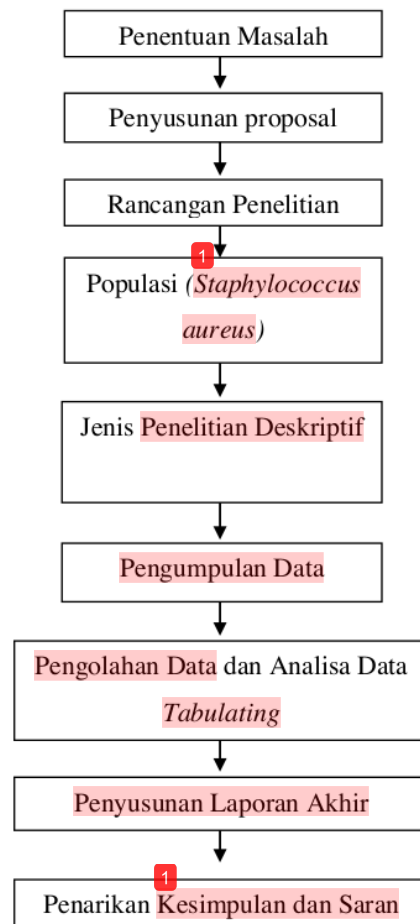 Penentuan Masalah
Penyusunan proposal
Rancangan Penelitian
1
Populasi (Staphylococcus
aureus)
Jenis Penelitian Deskriptif
Pengumpulan Data
Pengolahan Data dan Analisa Data
Tabulating
Penyusunan Laporan Akhir
1
Penarikan Kesimpulan dan Saran